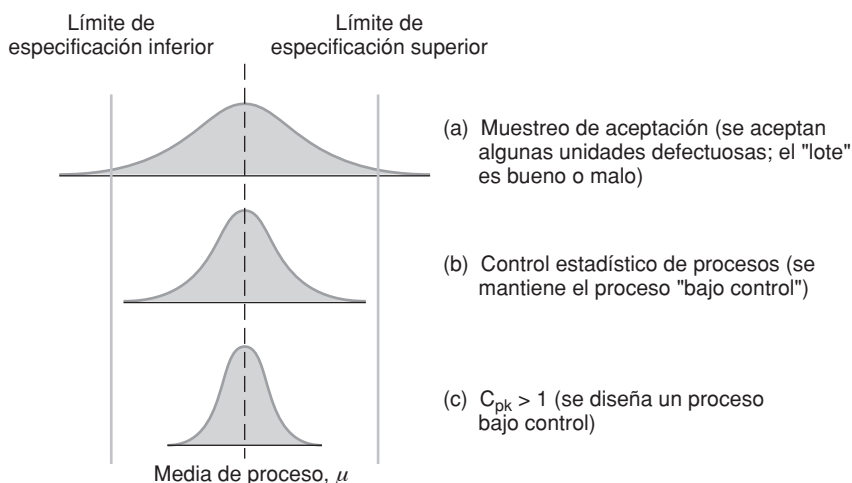 Límite de
especificación inferior
Límite de
especificación superior
(a) Muestreo de aceptación (se aceptan
algunas unidades defectuosas; el "lote"
es bueno o malo)
(b) Control estadístico de procesos (se
mantiene el proceso "bajo control")
(c) Cpk > 1 (se diseña un proceso
bajo control)
Media de proceso, μ